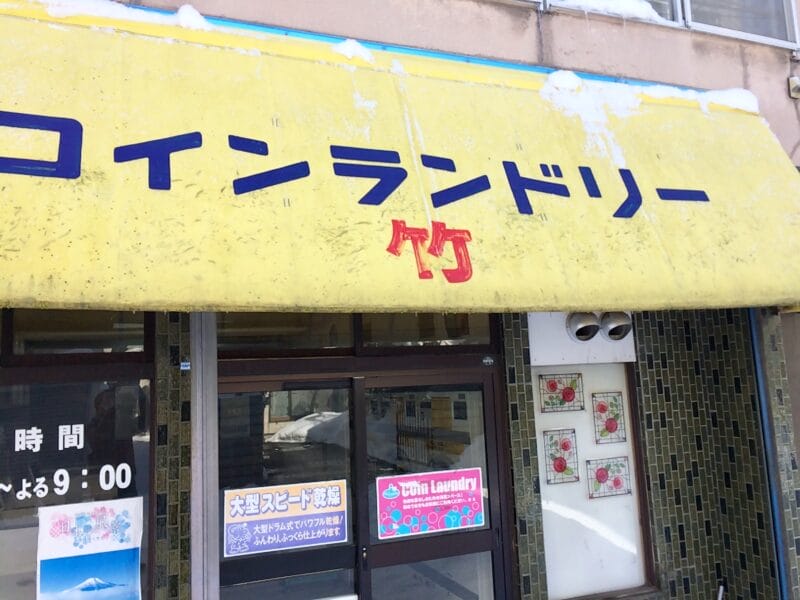 コインランドリー
竹
時間
~よる9:00
大型スピード乾燥
大型ドラム式でパワフル乾燥!
ふんわり、ふっくら仕上がります。
Coin Laundry